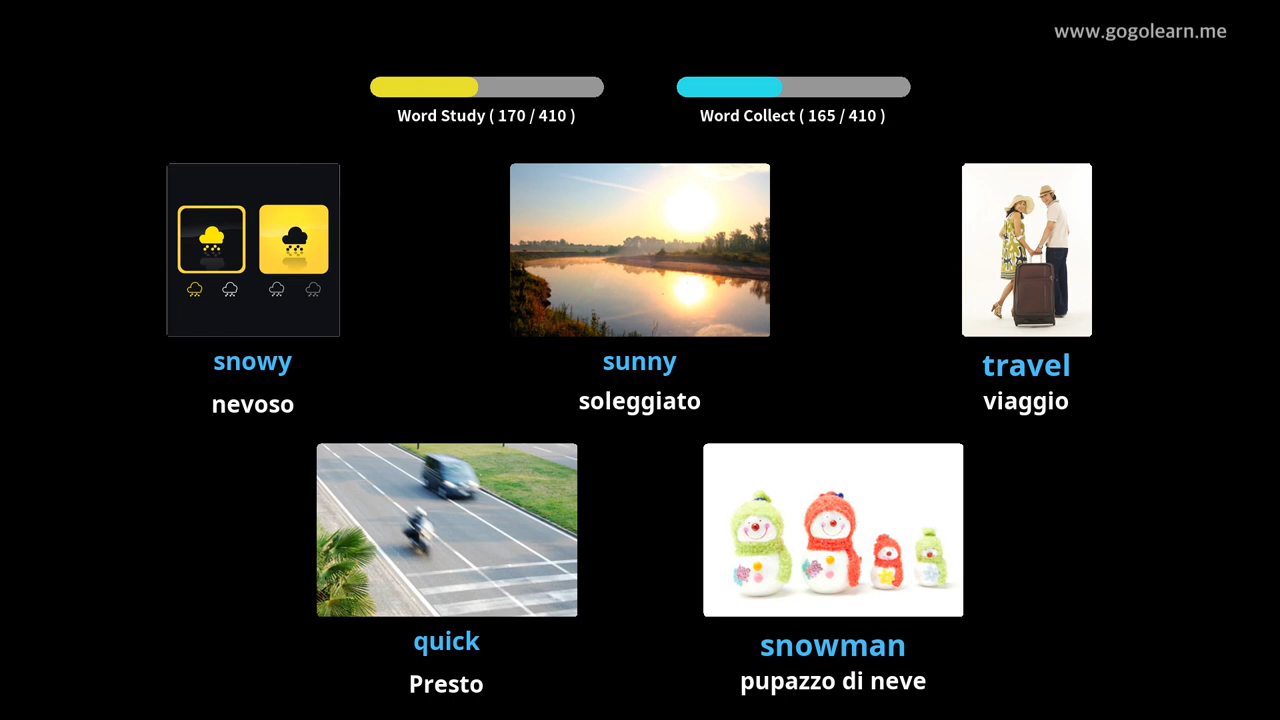 www.gogolearn.me
Word Study ( 170 / 410 )
Word Collect ( 165 / 410 )
snowy
nevoso
sunny
soleggiato
travel
viaggio
quick
Presto
snowman
pupazzo di neve